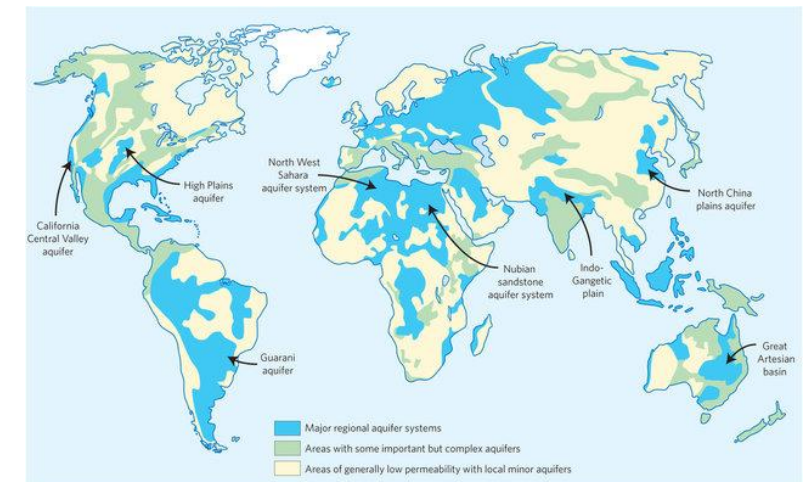 North West
Sahara
aquifer system
High Plains
aquifer
California
Central Valley
aquifer
North China
plains aquifer
Indo-
Gangetic
plain
Nubian
sandstone
aquifer system
Guarani
aquifer
Great
Artesian
basin
Major regional aquifer systems
Areas with some important but complex aquifers
Areas of generally low permeability with local minor aquifers